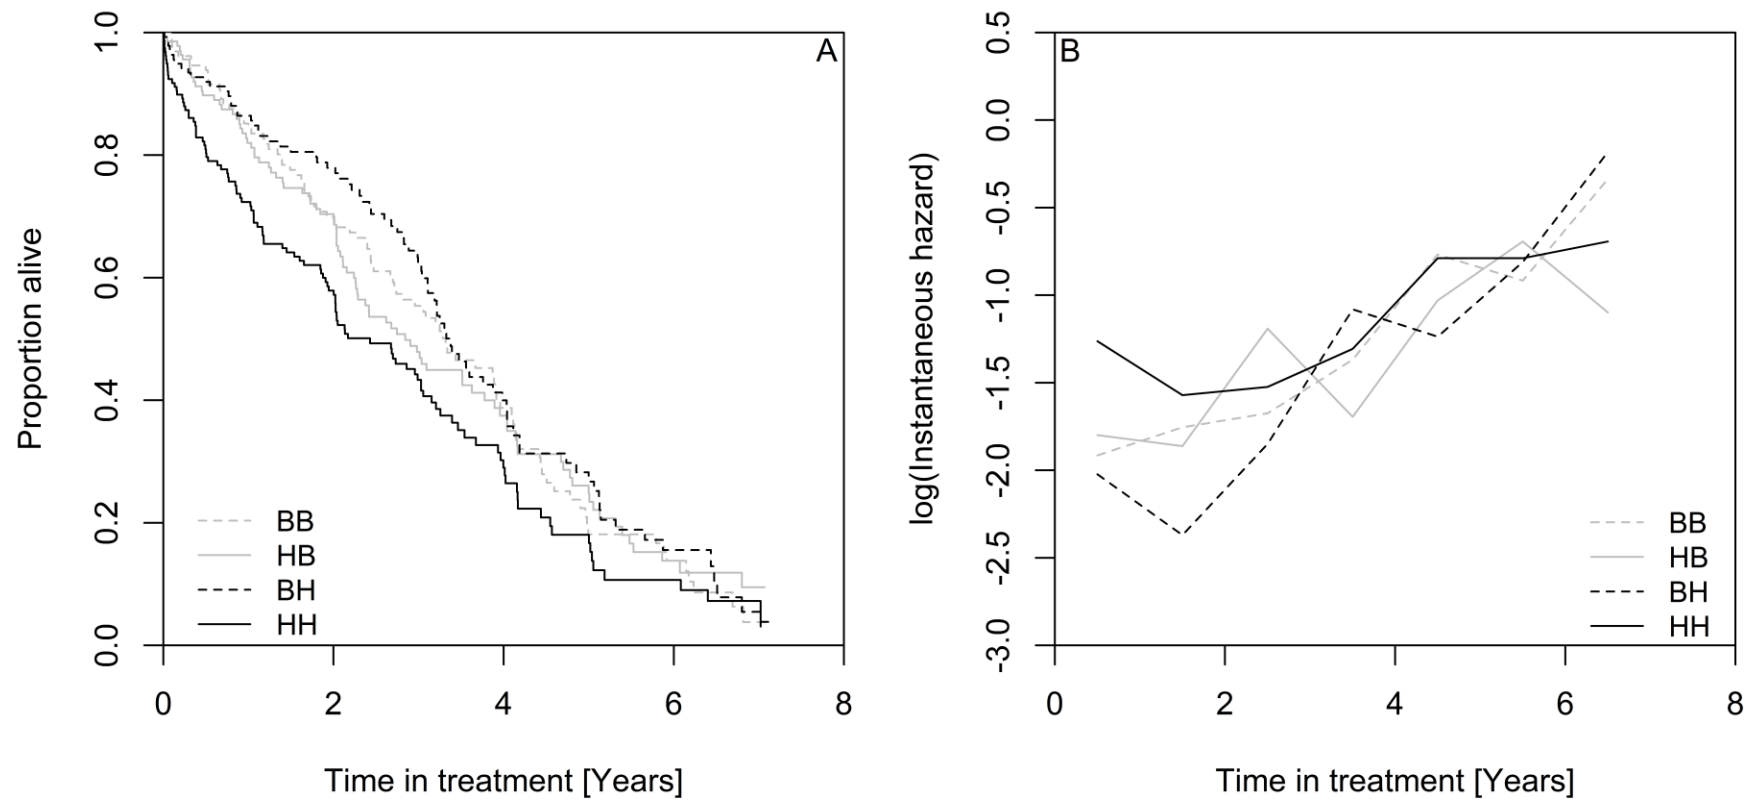 A
Proportion alive
1.0
0.8
0.6
0.4
0.2
0.0
BB
HB
BH
HH
0 2 4 6 8
Time in treatment [Years]
B
log(Instantaneous hazard)
0.5
0.0
-0.5
-1.0
-1.5
-2.0
-2.5
-3.0
BB
HB
BH
HH
0 2 4 6 8
Time in treatment [Years]